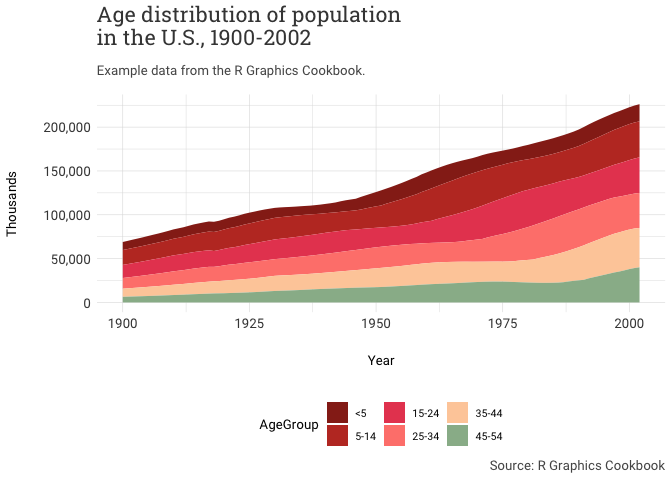 Age distribution of population
in the U.S., 1900-2002
Example data from the R Graphics Cookbook.
Thousands
200,000
150,000
100,000
50,000
0
1900
1925
1950
1975
2000
Year
AgeGroup
<5
15-24
35-44
5-14
25-34
45-54
Source: R Graphics Cookbook